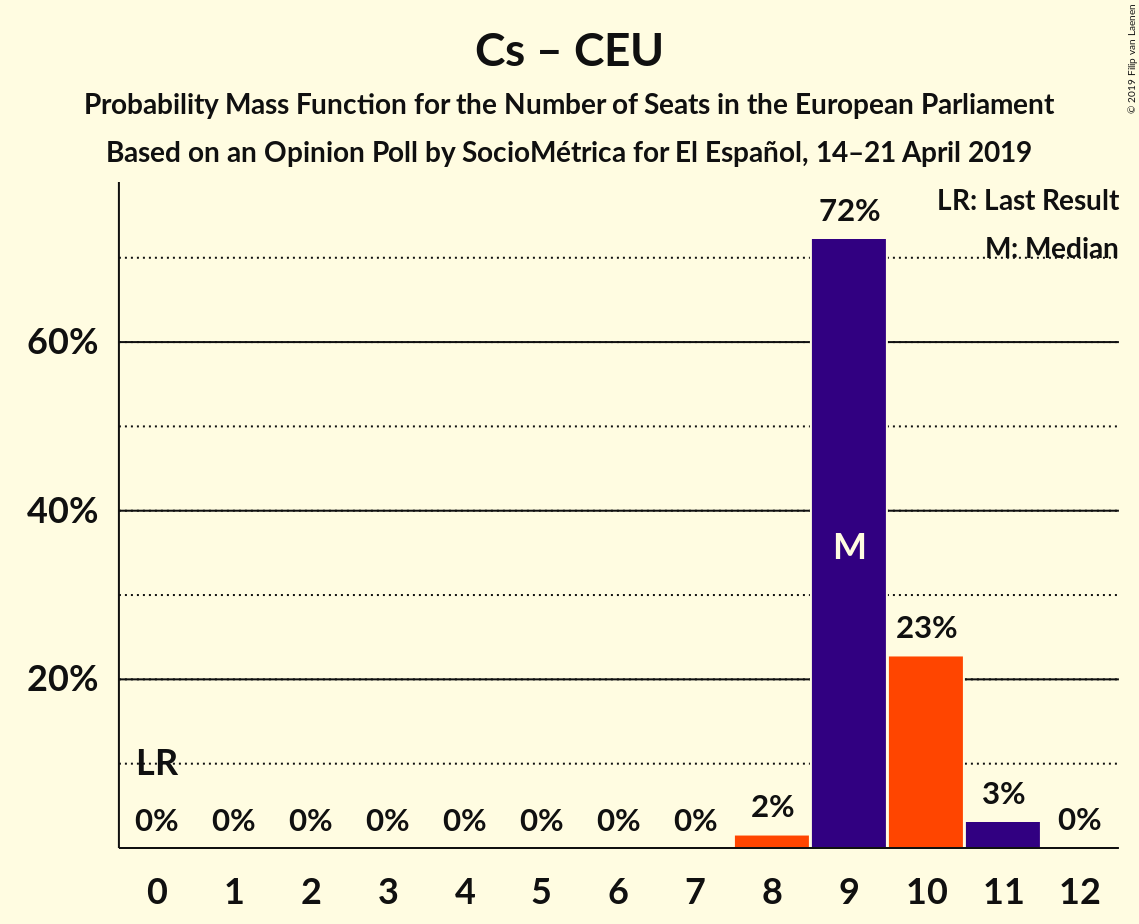 Cs – CEU
Probability Mass Function for the Number of Seats in the European Parliament
Based on an Opinion Poll by SocioMétrica for El Español, 14–21 April 2019
© 2019 Filip van Laenen
LR: Last Result
M: Median
72%
60%
40%
M
23%
20%
LR
0% 0% 0% 0% 0% 0% 0% 0% 2% 3% 0%
0 1 2 3 4 5 6 7 8 9 10 11 12